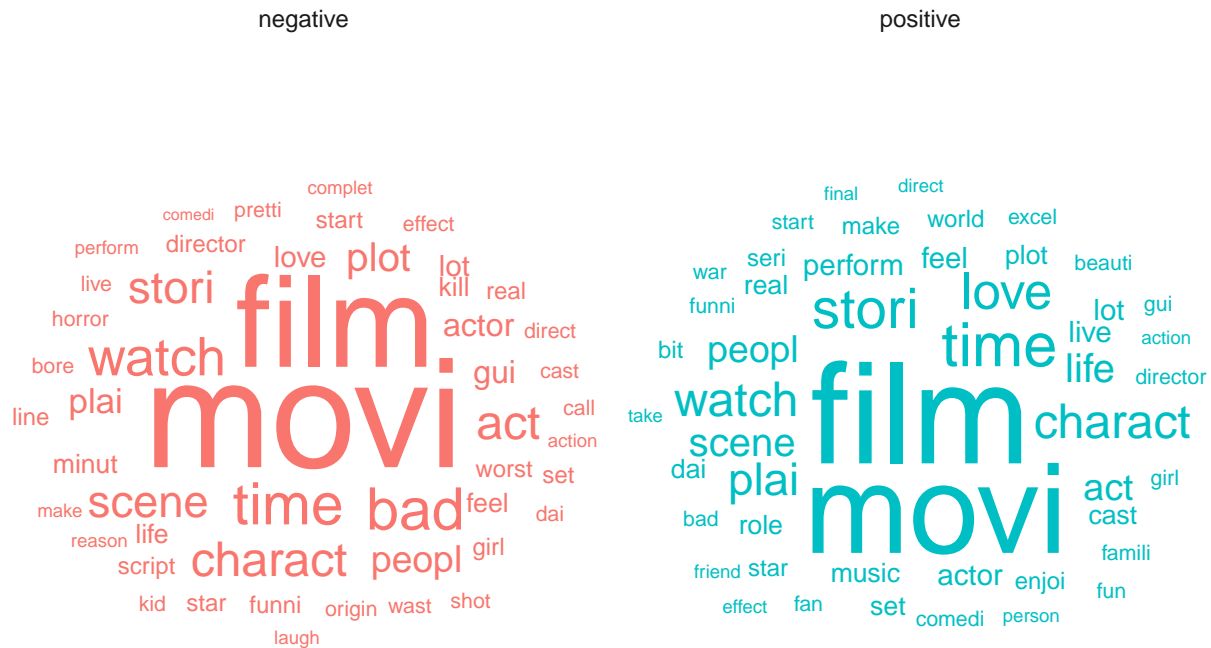 negative
complet
comedi pretti start effect
perform director love plot lot
live stori film kill real
horror actor direct
bore watch gui cast
line plai movi act call
action
minut worst set
make scene time bad feel dai
reason life
script charact peopl girl
kid star funni origin wast shot
laugh
positive
final direct
start make world excel
war seri perform feel plot beauti
funni real stori love lot gui
bit peopl time live action
life director
take watch film charact
scene
dai plai act girl
bad role movi cast
famili
friend star music actor enjoi fun
effect fan set comedi person